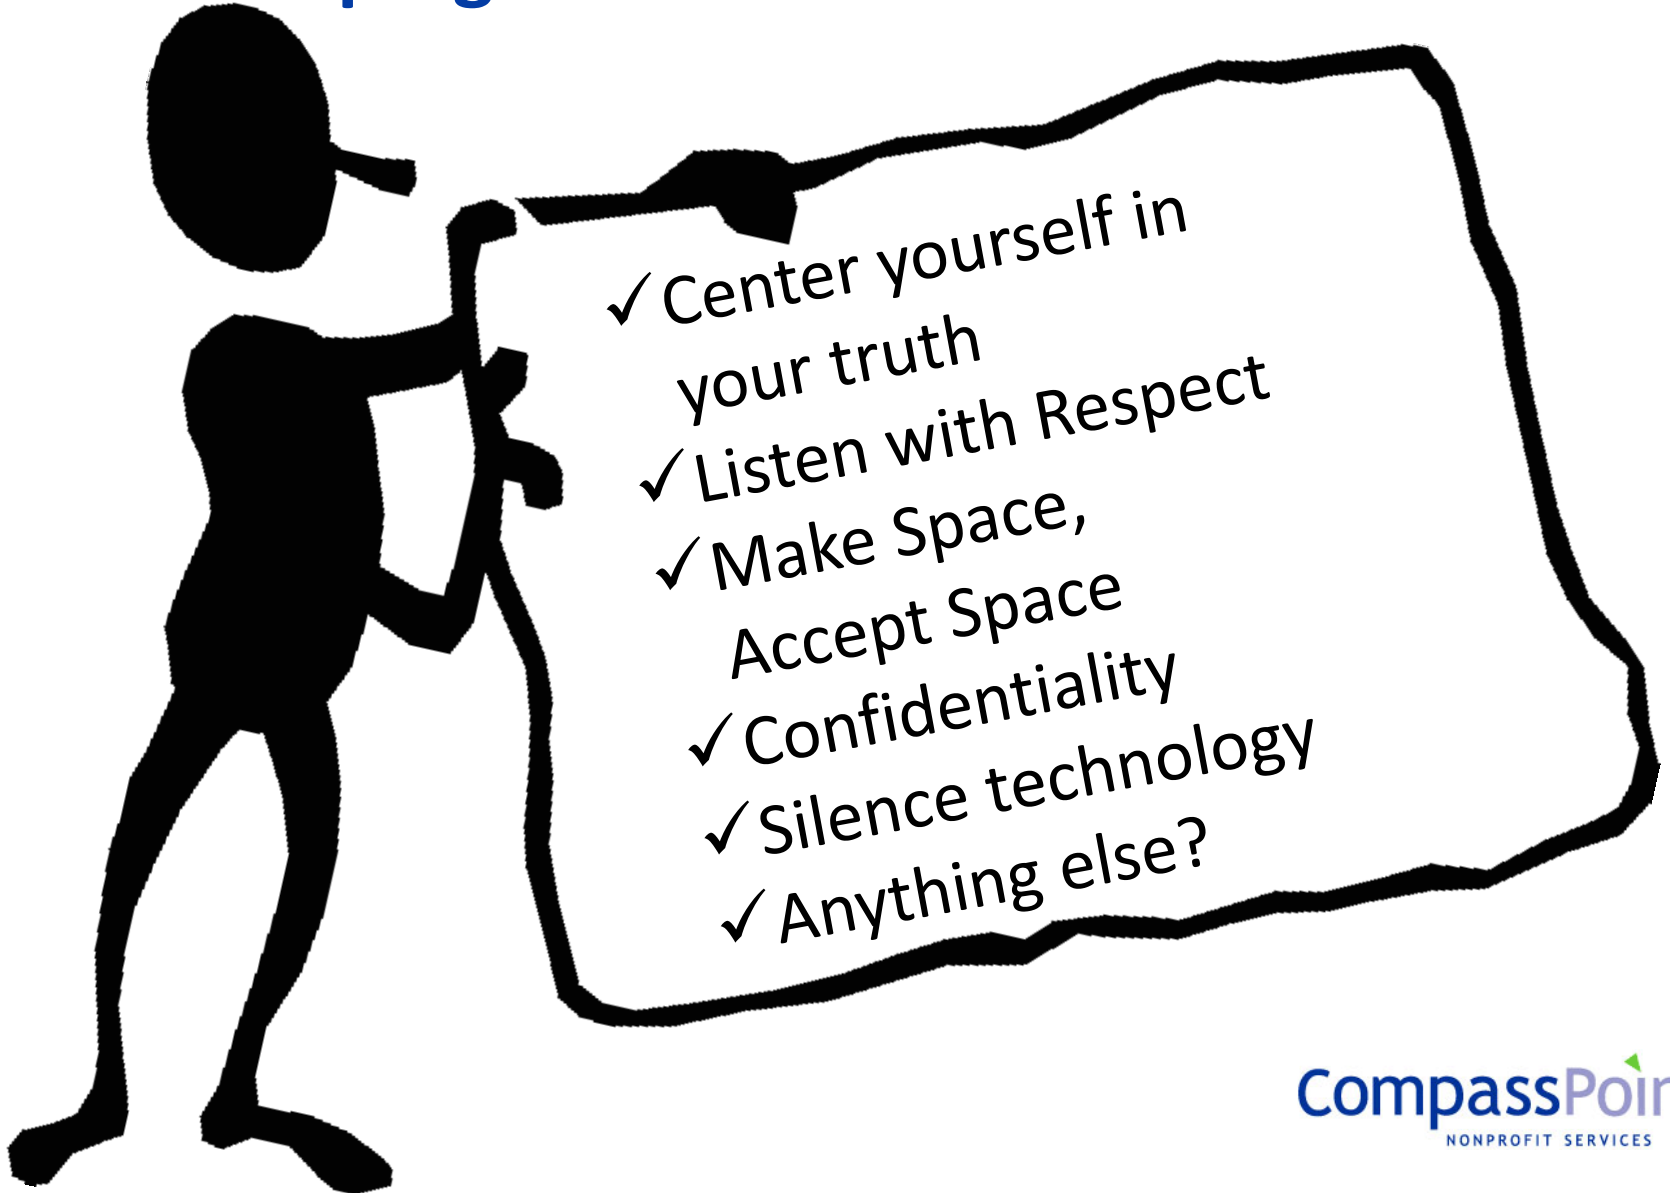 ✓Center yourself in
your truth
✓Listen with Respect
✓Make Space,
Accept Space
✓Confidentiality
✓Silence technology
✓Anything else?
CompassPoin
NONPROFIT SERVICES